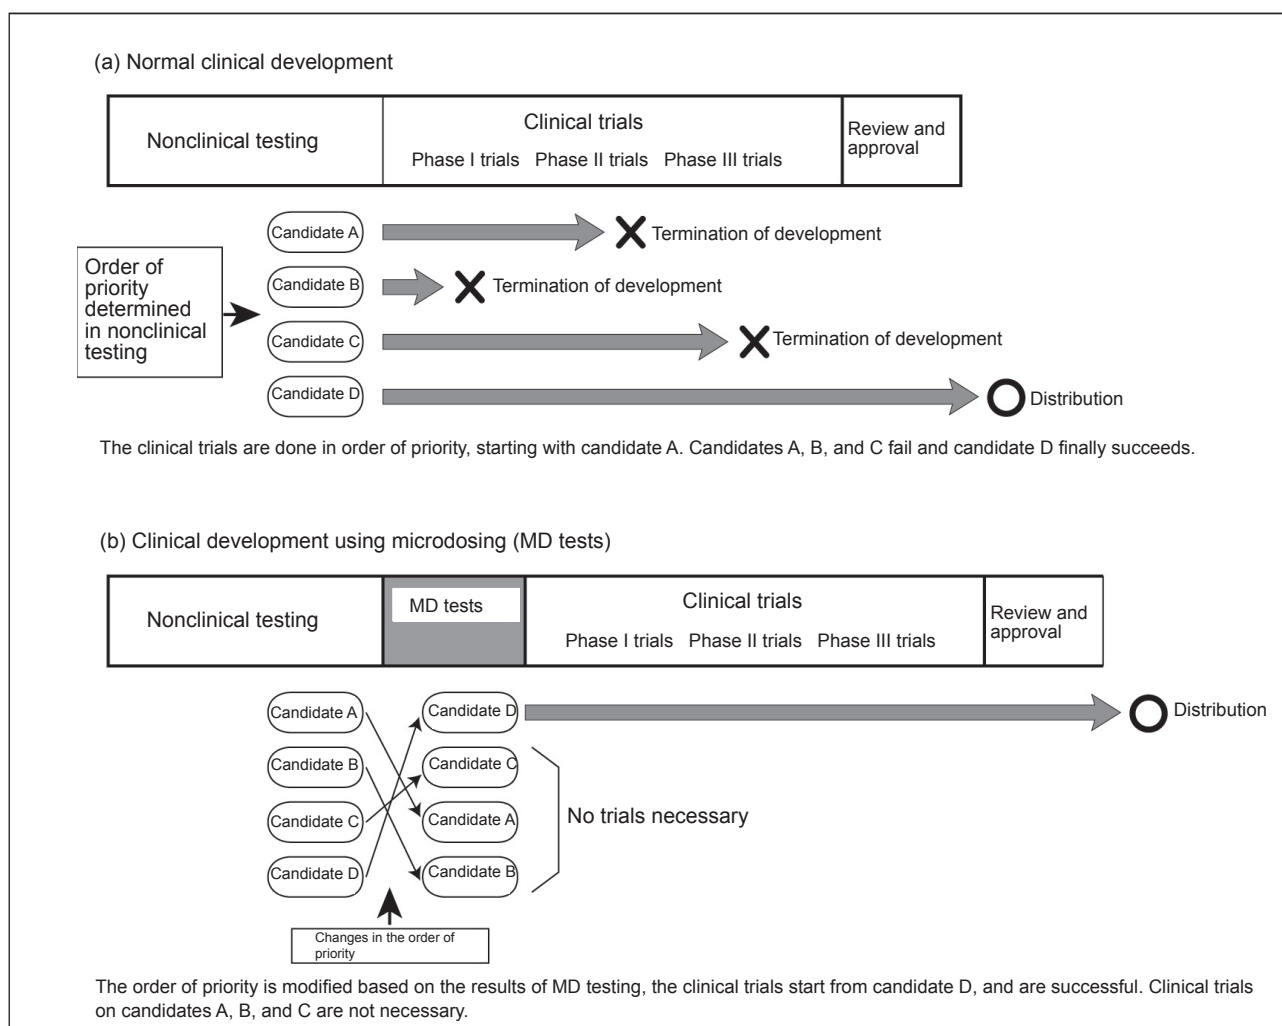 (a) Normal clinical development
Nonclinical testing
Clinical trials
Phase I trials Phase II trials Phase III trials
Review and
approval
Order of
priority
determined
in nonclinical
testing
Candidate A
Termination of development
Candidate B
Termination of development
Candidate C
Termination of development
Candidate D
Distribution
The clinical trials are done in order of priority, starting with candidate A. Candidates A, B, and C fail and candidate D finally succeeds.
(b) Clinical development using microdosing (MD tests)
Nonclinical testing
MD tests
Clinical trials
Phase I trials Phase II trials Phase III trials
Review and
approval
Candidate A
Candidate D
Distribution
Candidate B
Candidate C
No trials necessary
Candidate C
Candidate A
Candidate D
Candidate B
Changes in the order of
priority
The order of priority is modified based on the results of MD testing, the clinical trials start from candidate D, and are successful. Clinical trials
on candidates A, B, and C are not necessary.